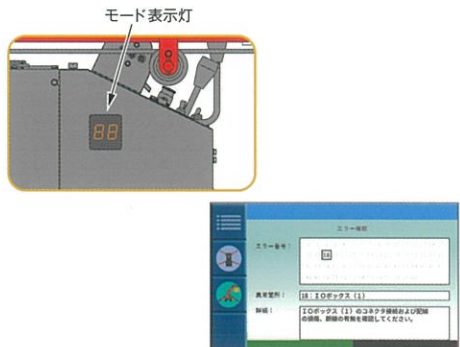 モード表示灯
88
エラー確認
エラー番号：
18
異常箇所：
18：ＩＯボックス（１）
詳細：
ＩＯボックス（１）のコネクタ接続および配線
の損傷、断線の有無を確認してください。